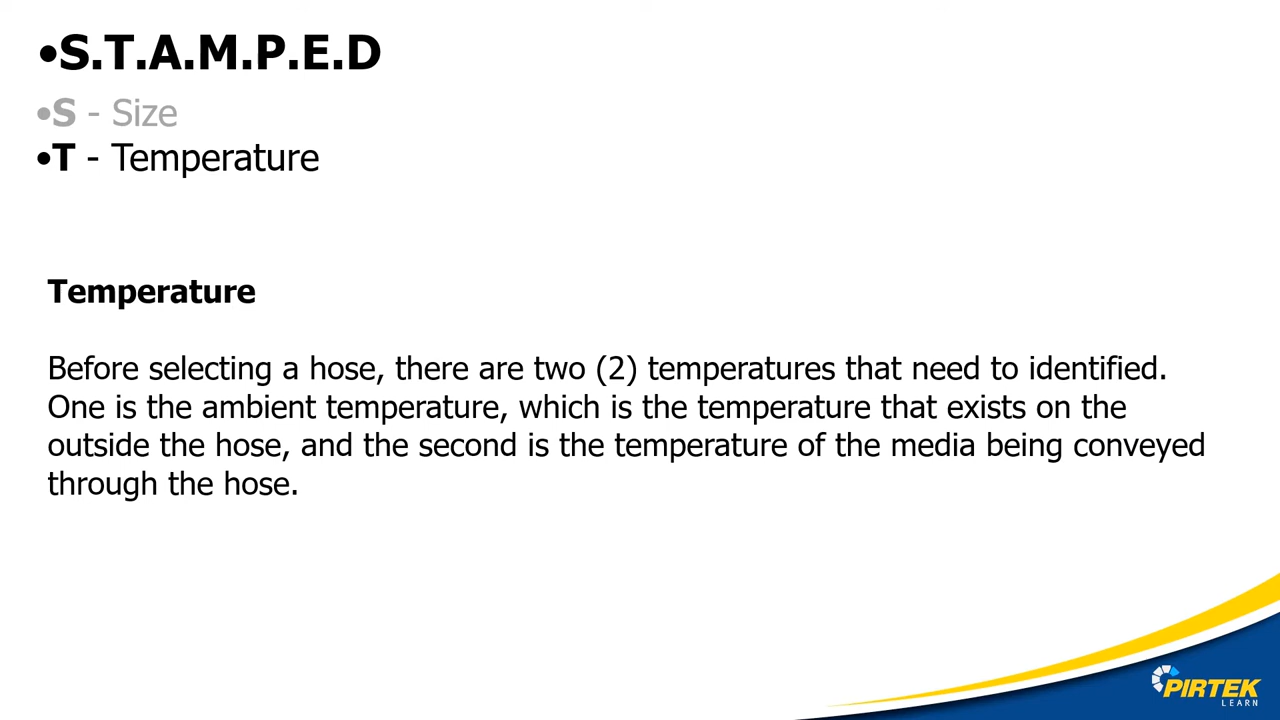 •S.T.A.M.P.E.D
•S - Size
•T - Temperature
Temperature
Before selecting a hose, there are two (2) temperatures that need to identified.
One is the ambient temperature, which is the temperature that exists on the
outside the hose, and the second is the temperature of the media being conveyed
through the hose.
PIRTEK
LEARN